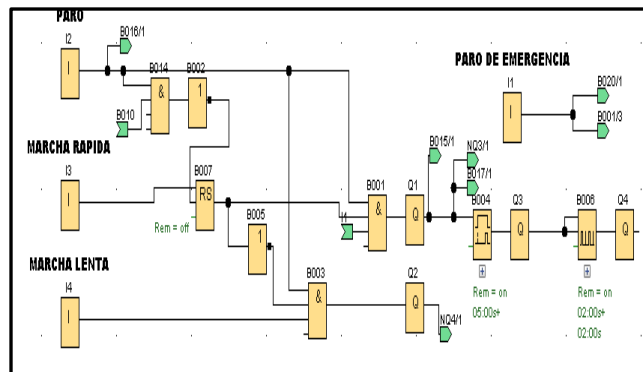 PARO
I2
I
B016/1
B014
&
B002
1
B010
PARO DE EMERGENCIA
I1
I
B020/1
B001/3
MARCHA RAPIDA
I3
I
B007
RS
Rem = off
B005
1
I1
B001
&
Q1
Q
B015/1
NQ3/1
B017/1
B004
Rem = on
05:00s+
Q3
Q
B006
Rem = on
02:00s+
02:00s
Q4
Q
MARCHA LENTA
I4
I
B003
&
Q2
Q
NQ4/1